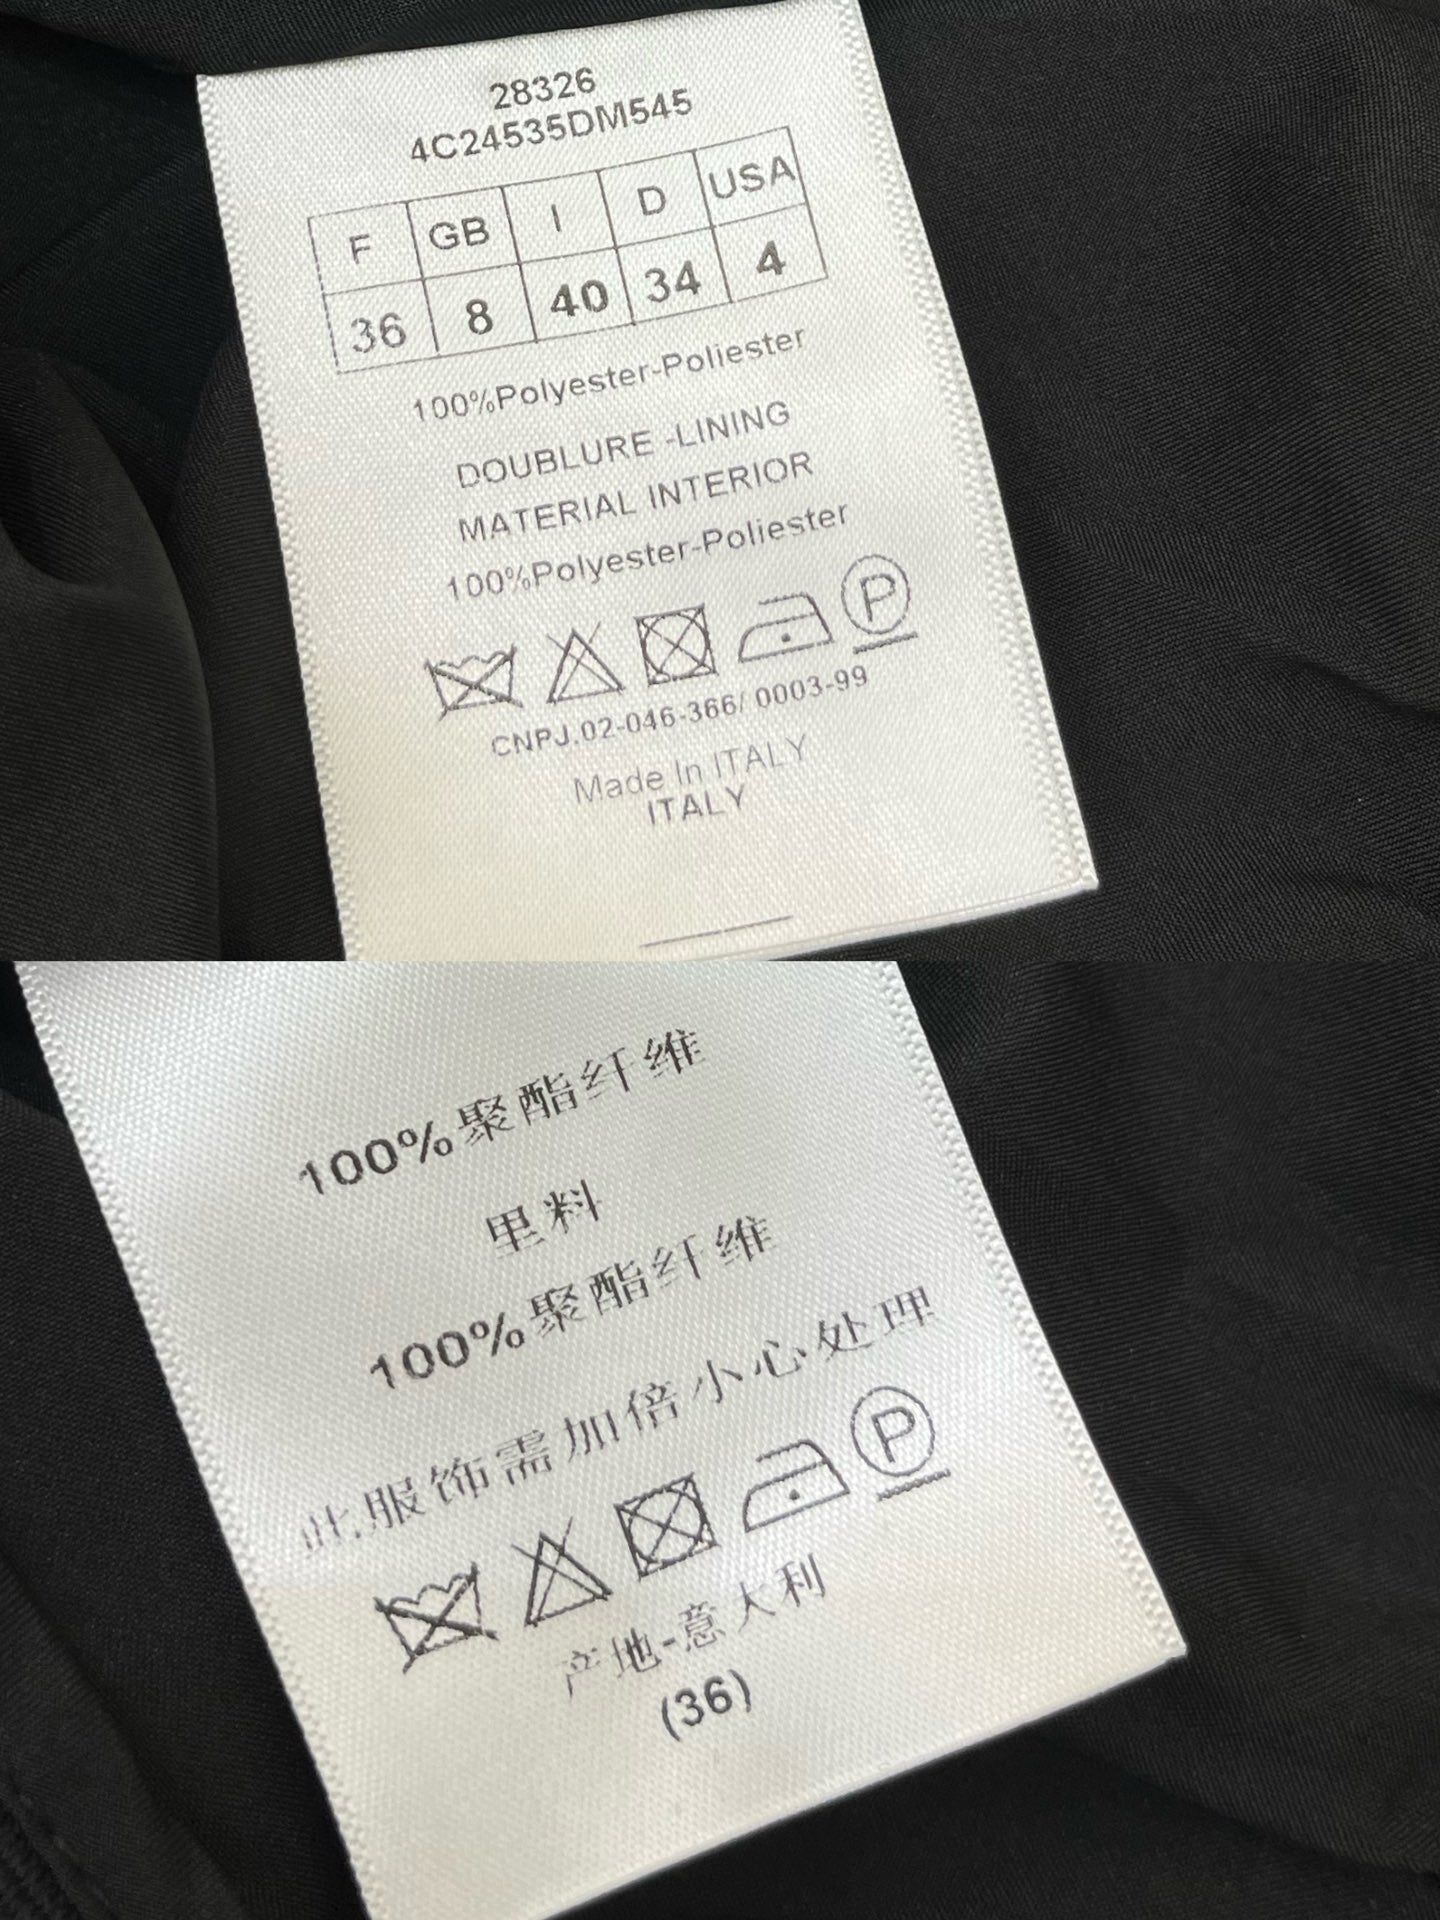 28326
4C24535DM545
F GB I D USA
36 8 40 34 4
100%Polyester-Poliester
DOUBLURE -LINING
MATERIAL INTERIOR
100%Polyester-Poliester
P
CNPJ.02-046-366/ 0003-99
Made In ITALY
ITALY
100%聚酯纤维
里料
100%聚酯纤维
此服饰需加倍小心处理
P
产地-意大利
(36)